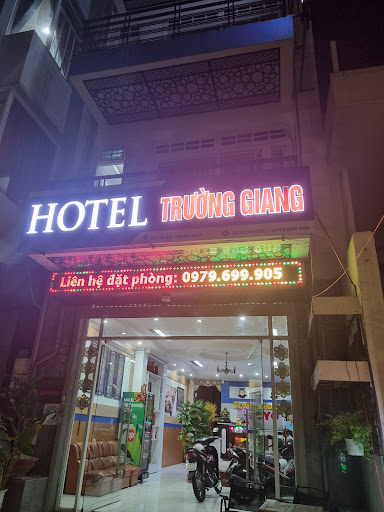 HOTEL TRƯỜNG GIANG
Liên hệ đặt phòng: 0979.699.905